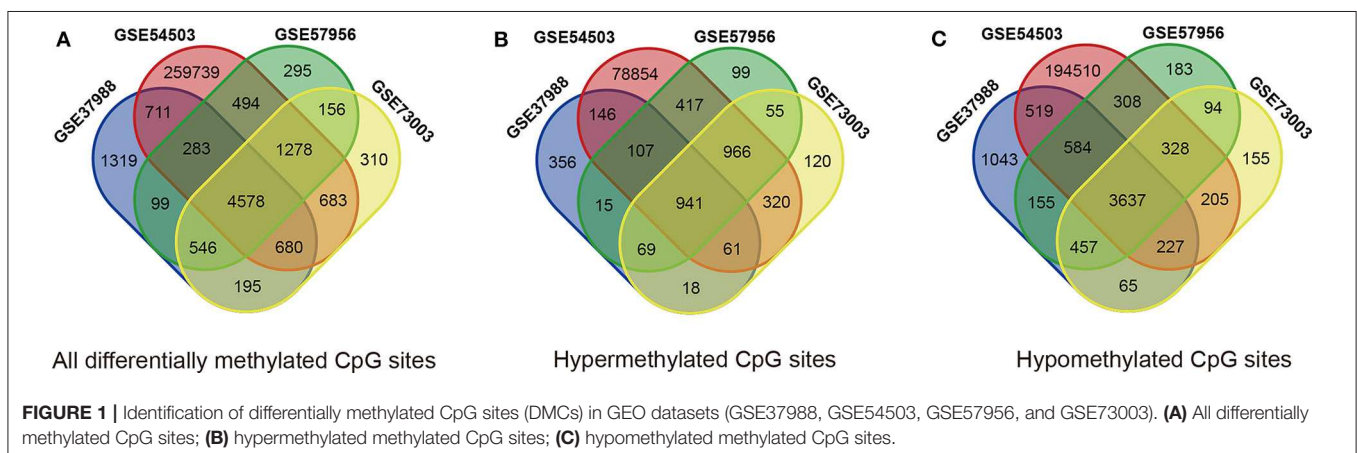 A
GSE54503
GSE57956
GSE37988
GSE73003
259739
295
711
494
156
1319
283
1278
310
99
4578
683
546
680
195
All differentially methylated CpG sites
B
GSE54503
GSE57956
GSE37988
GSE73003
78854
99
146
417
55
356
107
966
120
15
941
320
69
61
18
Hypermethylated CpG sites
C
GSE54503
GSE57956
GSE37988
GSE73003
194510
183
519
308
94
1043
584
328
155
155
3637
205
457
227
65
Hypomethylated CpG sites
FIGURE 1 | Identification of differentially methylated CpG sites (DMCs) in GEO datasets (GSE37988, GSE54503, GSE57956, and GSE73003). (A) All differentially
methylated CpG sites; (B) hypermethylated methylated CpG sites; (C) hypomethylated methylated CpG sites.